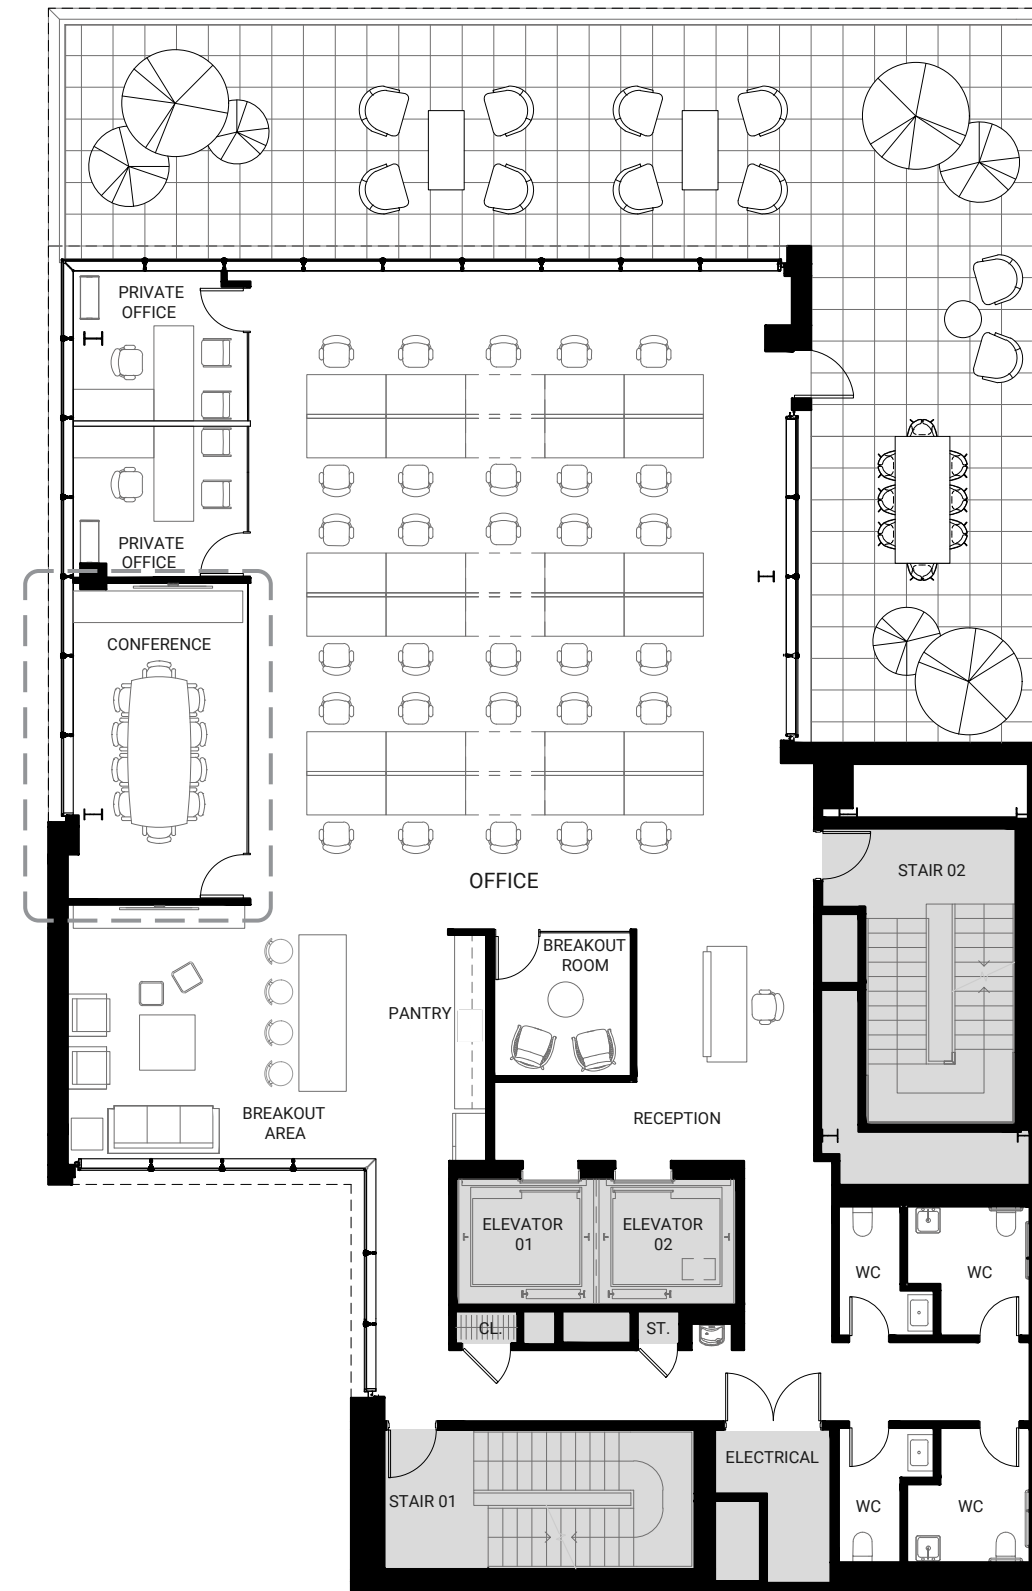 PRIVATE
OFFICE
PRIVATE
OFFICE
CONFERENCE
OFFICE
STAIR 02
BREAKOUT
ROOM
PANTRY
BREAKOUT
AREA
RECEPTION
ELEVATOR
01
ELEVATOR
02
WC
WC
CL.
ST.
ELECTRICAL
STAIR 01
WC
WC